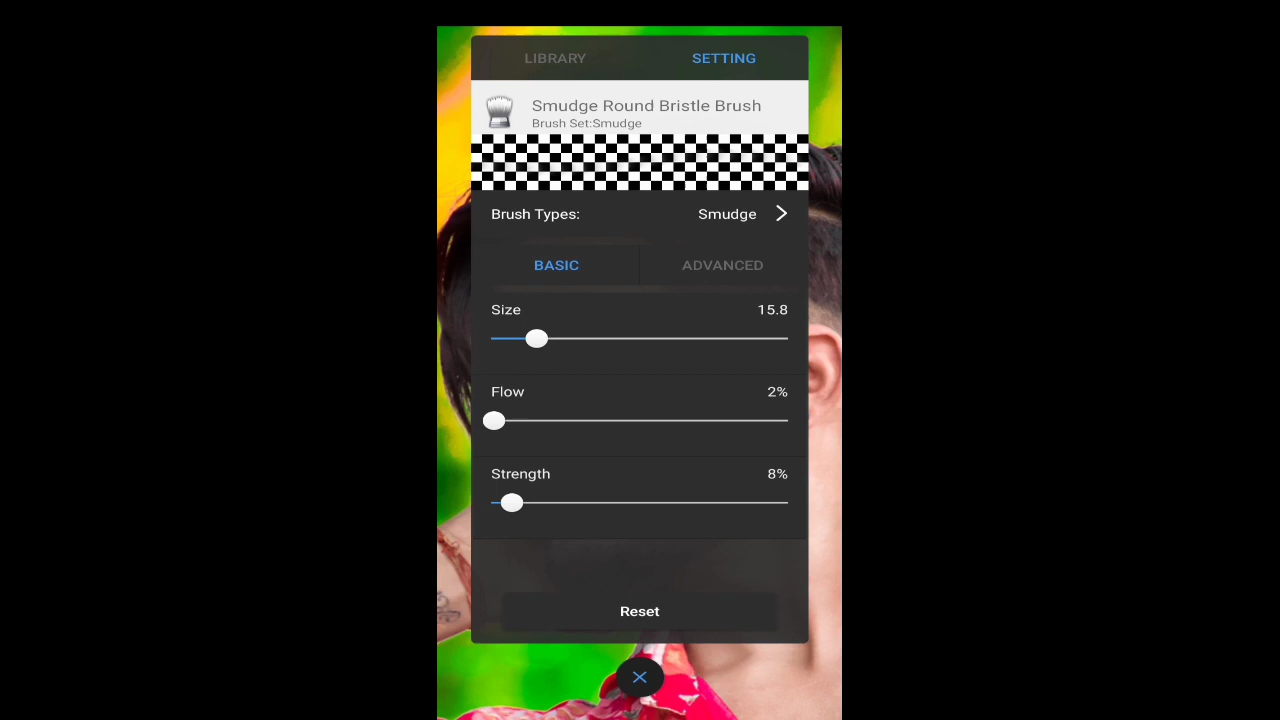 LIBRARY SETTING
Smudge Round Bristle Brush
Brush Set:Smudge
Brush Types: Smudge
BASIC ADVANCED
Size 15.8
Flow 2%
Strength 8%
Reset